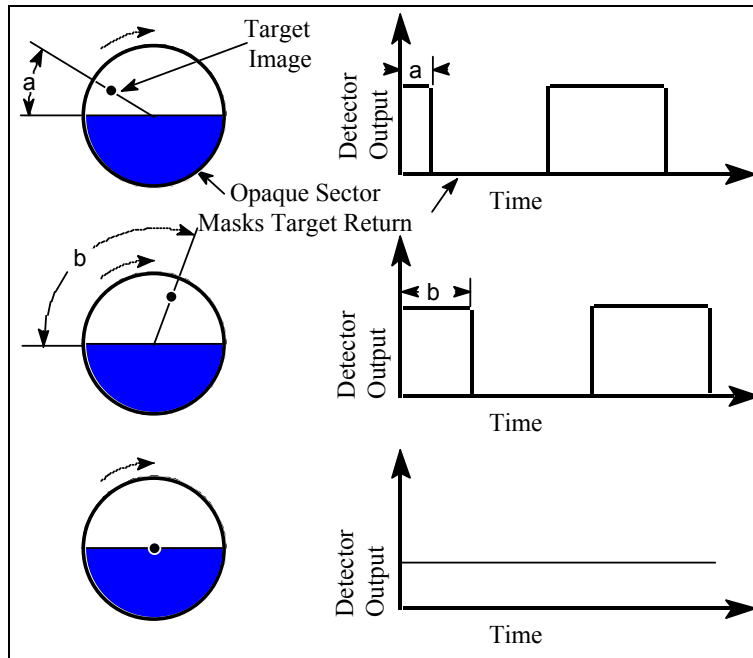 Target
Image
a
a
Detector
Output
Time
Opaque Sector
Masks Target Return
b
b
Detector
Output
Time
Detector
Output
Time